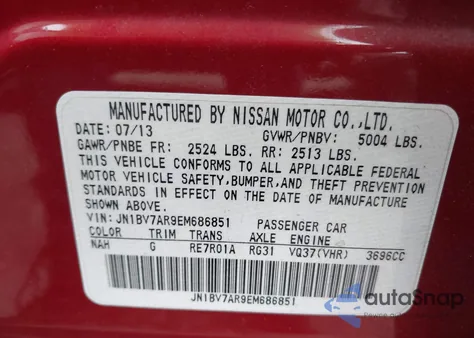 MANUFACTURED BY NISSAN MOTOR CO.,LTD.
DATE: 07/13 GVWR/PNBV: 5004 LBS.
GAWR/PNBE FR: 2524 LBS. RR: 2513 LBS.
THIS VEHICLE CONFORMS TO ALL APPLICABLE FEDERAL
MOTOR VEHICLE SAFETY,BUMPER,AND THEFT PREVENTION
STANDARDS IN EFFECT ON THE DATE OF MANUFACTURE
SHOWN ABOVE.
VIN: JN1BV7AR9EM686851 PASSENGER CAR
COLOR TRIM TRANS AXLE ENGINE
NAH G RE7R01A RG31 VQ37(VHR) 3696CC
JN1BV7AR9EM686851
autoSnap